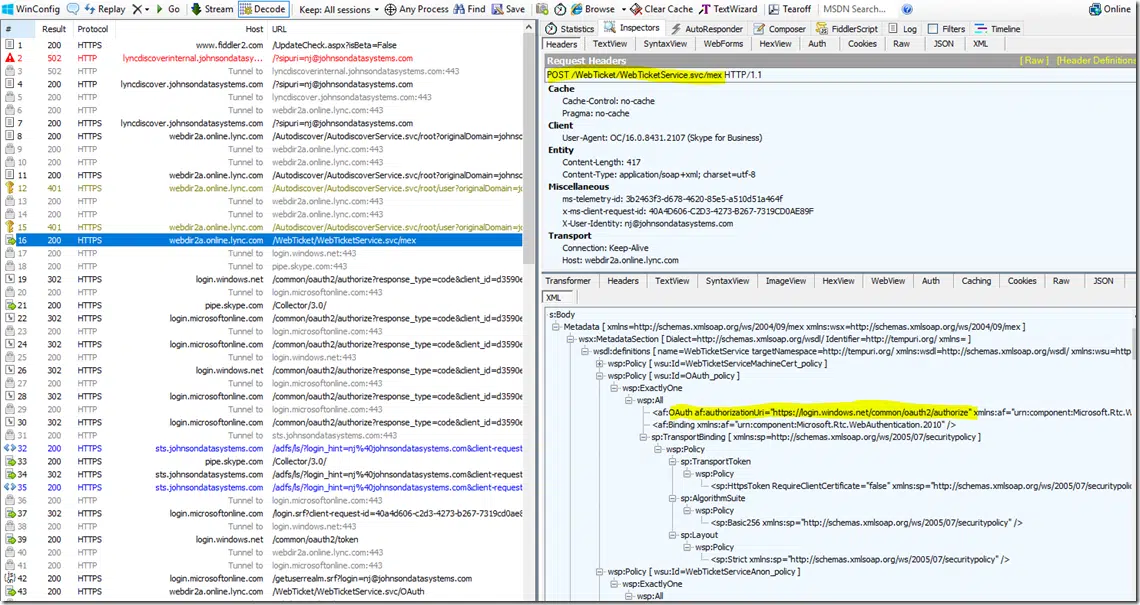 WinConfig Replay Go Stream Decode Keep: All sessions Any Process Find Save Browse Clear Cache TextWizard Tearoff MSDN Search... Online
# Result Protocol Host URL
1 200 HTTPS www.fiddler2.com /UpdateCheck.aspx?isBeta=False
2 502 HTTP lyncdiscoverinternal.johnsondatasy... /?sipuri=nj@johnsondatasystems.com
3 502 HTTP Tunnel to lyncdiscoverinternal.johnsondatasystems.com:443
4 200 HTTP lyncdiscover.johnsondatasystems.com /?sipuri=nj@johnsondatasystems.com
5 200 HTTP Tunnel to lyncdiscover.johnsondatasystems.com:443
6 200 HTTP Tunnel to webdir2a.online.lync.com:443
7 200 HTTPS lyncdiscover.johnsondatasystems.com /?sipuri=nj@johnsondatasystems.com
8 200 HTTPS webdir2a.online.lync.com /Autodiscover/AutodiscoverService.svc/root?originalDomain=johnsc
9 200 HTTP Tunnel to webdir2a.online.lync.com:443
10 200 HTTP Tunnel to webdir2a.online.lync.com:443
11 200 HTTPS webdir2a.online.lync.com /Autodiscover/AutodiscoverService.svc/root?originalDomain=johnsc
12 401 HTTPS webdir2a.online.lync.com /Autodiscover/AutodiscoverService.svc/root/user?originalDomain=jo
13 200 HTTP Tunnel to webdir2a.online.lync.com:443
14 200 HTTP Tunnel to webdir2a.online.lync.com:443
15 401 HTTPS webdir2a.online.lync.com /Autodiscover/AutodiscoverService.svc/root/user?originalDomain=jo
16 200 HTTPS webdir2a.online.lync.com /WebTicket/WebTicketService.svc/mex
17 200 HTTP Tunnel to login.windows.net:443
18 200 HTTP Tunnel to pipe.skype.com:443
19 302 HTTPS login.windows.net /common/oauth2/authorize?response_type=code&client_id=d3590e
20 200 HTTP Tunnel to login.microsoftonline.com:443
21 200 HTTPS pipe.skype.com /Collector/3.0/
22 302 HTTPS login.microsoftonline.com /common/oauth2/authorize?response_type=code&client_id=d3590e
23 200 HTTP Tunnel to login.microsoftonline.com:443
24 302 HTTPS login.microsoftonline.com /common/oauth2/authorize?response_type=code&client_id=d3590e
25 200 HTTP Tunnel to login.windows.net:443
26 302 HTTPS login.windows.net /common/oauth2/authorize?response_type=code&client_id=d3590e
27 200 HTTP Tunnel to login.microsoftonline.com:443
28 302 HTTPS login.microsoftonline.com /common/oauth2/authorize?response_type=code&client_id=d3590e
29 200 HTTP Tunnel to login.microsoftonline.com:443
30 302 HTTPS login.microsoftonline.com /common/oauth2/authorize?response_type=code&client_id=d3590e
31 200 HTTP Tunnel to sts.johnsondatasystems.com:443
32 200 HTTPS sts.johnsondatasystems.com /adfs/ls/?login_hint=nj%40johnsondatasystems.com&client-reques
33 200 HTTPS pipe.skype.com /Collector/3.0/
34 302 HTTPS sts.johnsondatasystems.com /adfs/ls/?login_hint=nj%40johnsondatasystems.com&client-reques
35 200 HTTPS sts.johnsondatasystems.com /adfs/ls/?login_hint=nj%40johnsondatasystems.com&client-reques
36 200 HTTP Tunnel to login.microsoftonline.com:443
37 302 HTTPS login.microsoftonline.com /login.srf?client-request-id=40a4d606-c2d3-4273-b267-7319cd0ae8
38 200 HTTP Tunnel to login.windows.net:443
39 200 HTTPS login.windows.net /common/oauth2/token
40 200 HTTP Tunnel to webdir2a.online.lync.com:443
41 200 HTTP Tunnel to login.microsoftonline.com:443
42 200 HTTPS login.microsoftonline.com /getuserrealm.srf?login=nj@johnsondatasystems.com
43 200 HTTPS webdir2a.online.lync.com /WebTicket/WebTicketService.svc/OAuth
Statistics Inspectors AutoResponder Composer FiddlerScript Log Filters Timeline
Headers TextView SyntaxView WebForms HexView Auth Cookies Raw JSON XML
Request Headers [ Raw ] [Header Definitions
POST /WebTicket/WebTicketService.svc/mex HTTP/1.1
Cache
Cache-Control: no-cache
Pragma: no-cache
Client
User-Agent: OC/16.0.8431.2107 (Skype for Business)
Entity
Content-Length: 417
Content-Type: application/soap+xml; charset=utf-8
Miscellaneous
ms-telemetry-id: 3b2463f3-d678-4620-85e5-a510d51a464f
x-ms-client-request-id: 40A4D606-C2D3-4273-B267-7319CD0AE89F
X-User-Identity: nj@johnsondatasystems.com
Transport
Connection: Keep-Alive
Host: webdir2a.online.lync.com
Transformer Headers TextView SyntaxView ImageView HexView WebView Auth Caching Cookies Raw JSON
XML
s:Body
Metadata [ xmlns=http://schemas.xmlsoap.org/ws/2004/09/mex xmlns:wsx=http://schemas.xmlsoap.org/ws/2004/09/mex ]
wsx:MetadataSection [ Dialect=http://schemas.xmlsoap.org/wsdl/ Identifier=http://tempuri.org/ xmlns= ]
wsdl:definitions [ name=WebTicketService targetNamespace=http://tempuri.org/ xmlns:wsdl=http://schemas.xmlsoap.org/wsdl/ xmlns:wsu=http
wsp:Policy [ wsu:Id=WebTicketServiceMachineCert_policy ]
wsp:Policy [ wsu:Id=OAuth_policy ]
wsp:ExactlyOne
wsp:All
<af:OAuth af:authorizationUri="https://login.windows.net/common/oauth2/authorize" xmlns:af="urn:component:Microsoft.Rtc.W
<af:Binding xmlns:af="urn:component:Microsoft.Rtc.WebAuthentication.2010" />
sp:TransportBinding [ xmlns:sp=http://schemas.xmlsoap.org/ws/2005/07/securitypolicy ]
wsp:Policy
sp:TransportToken
wsp:Policy
<sp:HttpsToken RequireClientCertificate="false" xmlns:sp="http://schemas.xmlsoap.org/ws/2005/07/securitypolic
sp:AlgorithmSuite
wsp:Policy
<sp:Basic256 xmlns:sp="http://schemas.xmlsoap.org/ws/2005/07/securitypolicy" />
sp:Layout
wsp:Policy
<sp:Strict xmlns:sp="http://schemas.xmlsoap.org/ws/2005/07/securitypolicy" />
wsp:Policy [ wsu:Id=WebTicketServiceAnon_policy ]
wsp:ExactlyOne
wsp:All